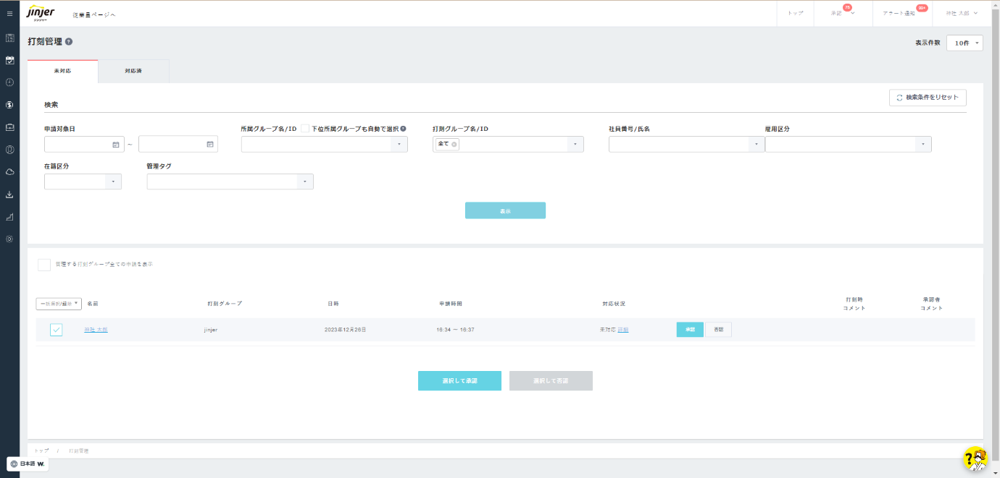 jinjer
ジンジャー
従業員ページへ
トップ
承認
76
アラート通知
99+
神社 太郎
打刻管理
?
表示件数
10件
未対応
対応済
検索
検索条件をリセット
申請対象日
所属グループ名/ID
下位所属グループも自動で選択
打刻グループ名/ID
社員番号/氏名
雇用区分
~
全て
在籍区分
管理タグ
表示
管理する打刻グループ全ての申請を表示
一括選択/解除
名前
打刻グループ
日時
申請時間
対応状況
打刻時
コメント
承認者
コメント
神社 太郎
jinjer
2023年12月26日
16:34 ～ 16:37
未対応 詳細
承認
否認
選択して承認
選択して否認
トップ / 打刻管理
日本語 W.
?